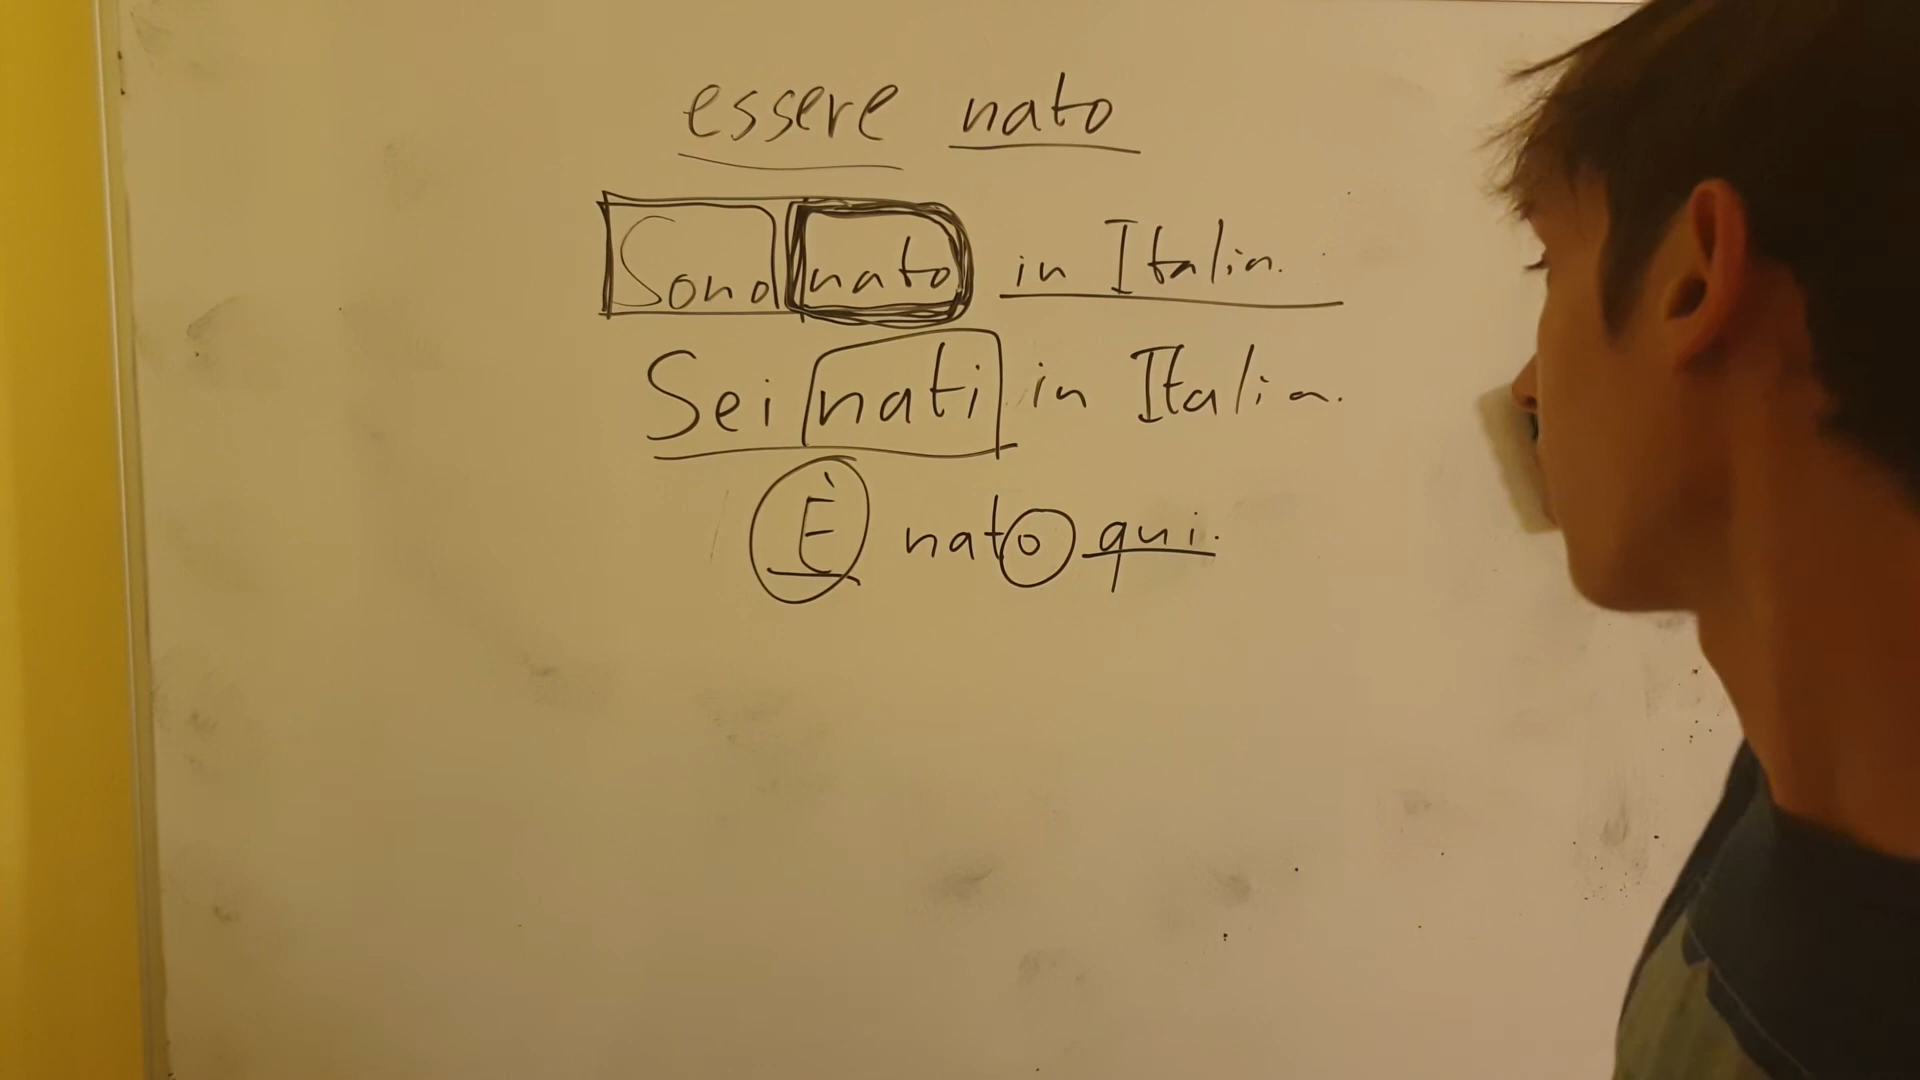 essere nato
Sono nato in Italia.
Sei nati in Italia.
È nato qui.